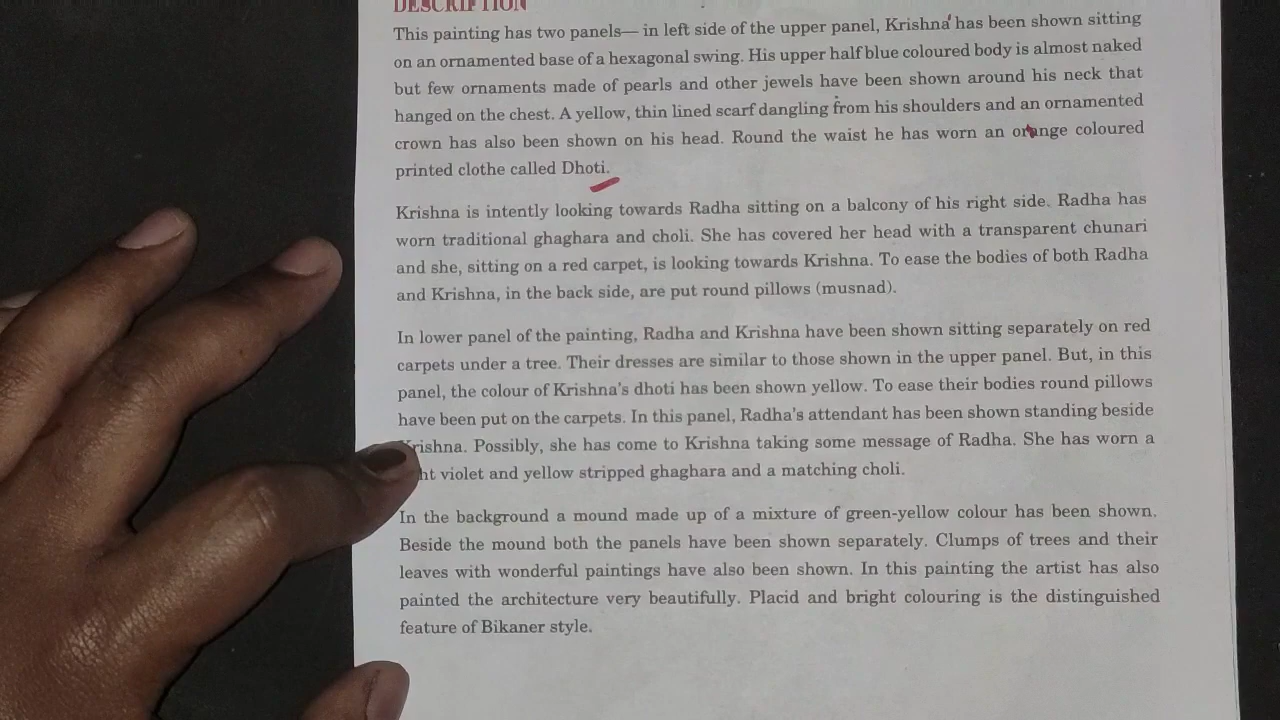 DESCRIPTION
This painting has two panels— in left side of the upper panel, Krishna has been shown sitting
on an ornamented base of a hexagonal swing. His upper half blue coloured body is almost naked
but few ornaments made of pearls and other jewels have been shown around his neck that
hanged on the chest. A yellow, thin lined scarf dangling from his shoulders and an ornamented
crown has also been shown on his head. Round the waist he has worn an orange coloured
printed clothe called Dhoti.
Krishna is intently looking towards Radha sitting on a balcony of his right side. Radha has
worn traditional ghaghara and choli. She has covered her head with a transparent chunari
and she, sitting on a red carpet, is looking towards Krishna. To ease the bodies of both Radha
and Krishna, in the back side, are put round pillows (musnad).
In lower panel of the painting, Radha and Krishna have been shown sitting separately on red
carpets under a tree. Their dresses are similar to those shown in the upper panel. But, in this
panel, the colour of Krishna's dhoti has been shown yellow. To ease their bodies round pillows
have been put on the carpets. In this panel, Radha's attendant has been shown standing beside
Krishna. Possibly, she has come to Krishna taking some message of Radha. She has worn a
violet and yellow stripped ghaghara and a matching choli.
In the background a mound made up of a mixture of green-yellow colour has been shown.
Beside the mound both the panels have been shown separately. Clumps of trees and their
leaves with wonderful paintings have also been shown. In this painting the artist has also
painted the architecture very beautifully. Placid and bright colouring is the distinguished
feature of Bikaner style.